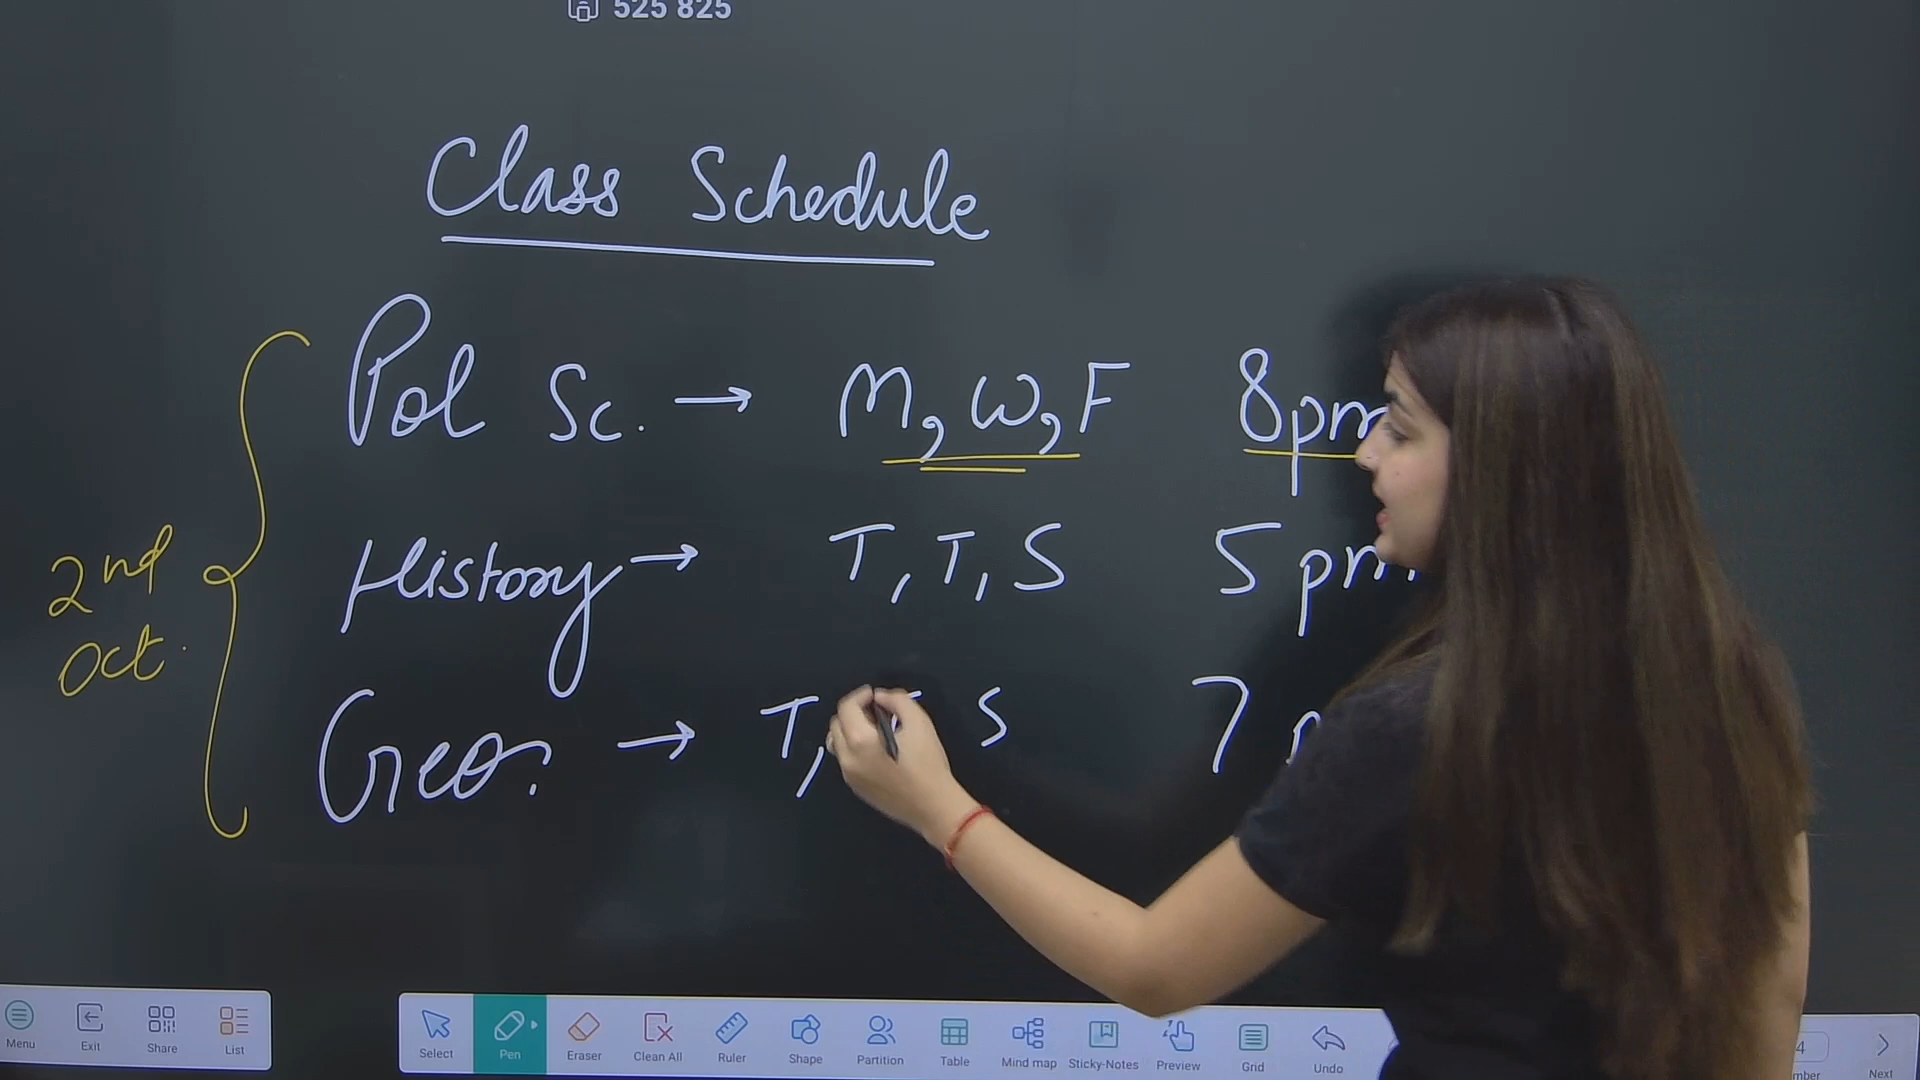 525 825
Class Schedule
Pol Sc. → M, W, F 8pm
History → T, T, S 5 pm
Geo. → T, S 7
2nd
Oct.
Menu Exit Share List Select Pen Eraser Clean All Ruler Shape Partition Table Mind map Sticky-Notes Preview Grid Undo 4 Next